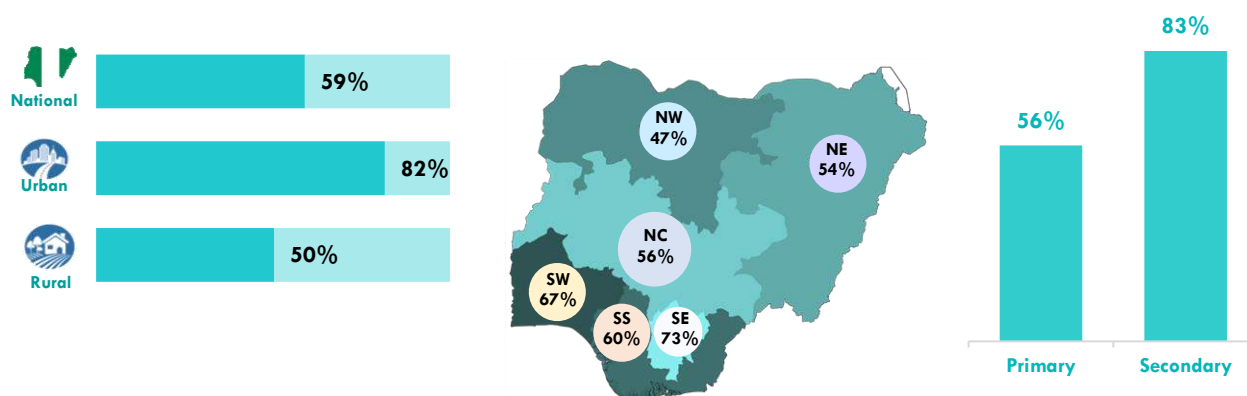 59%
National
82%
Urban
50%
Rural
NW
47%
NE
54%
NC
56%
SW
67%
SS
60%
SE
73%
83%
56%
Primary
Secondary